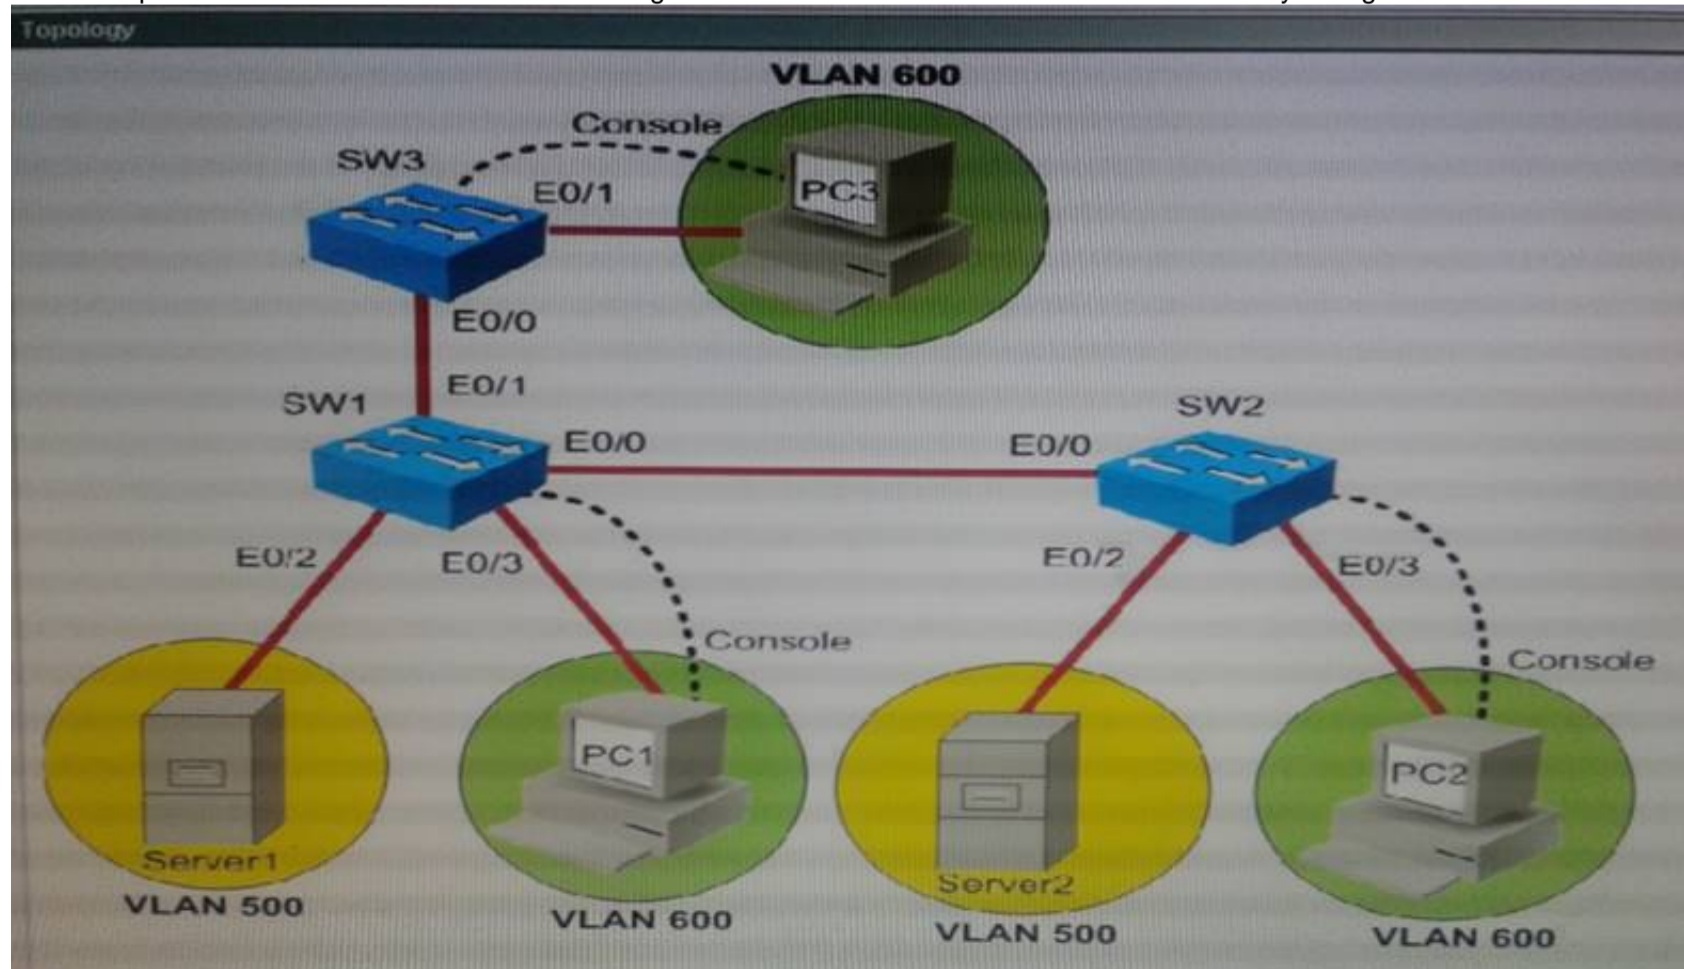 Topology
VLAN 600
Console
SW3
E0/1
PC3
E0/0
E0/1
SW1
SW2
E0/0
E0/0
E0/2
E0/3
E0/2
E0/3
Console
Console
PC1
PC2
Server1
Server2
VLAN 500
VLAN 600
VLAN 500
VLAN 600